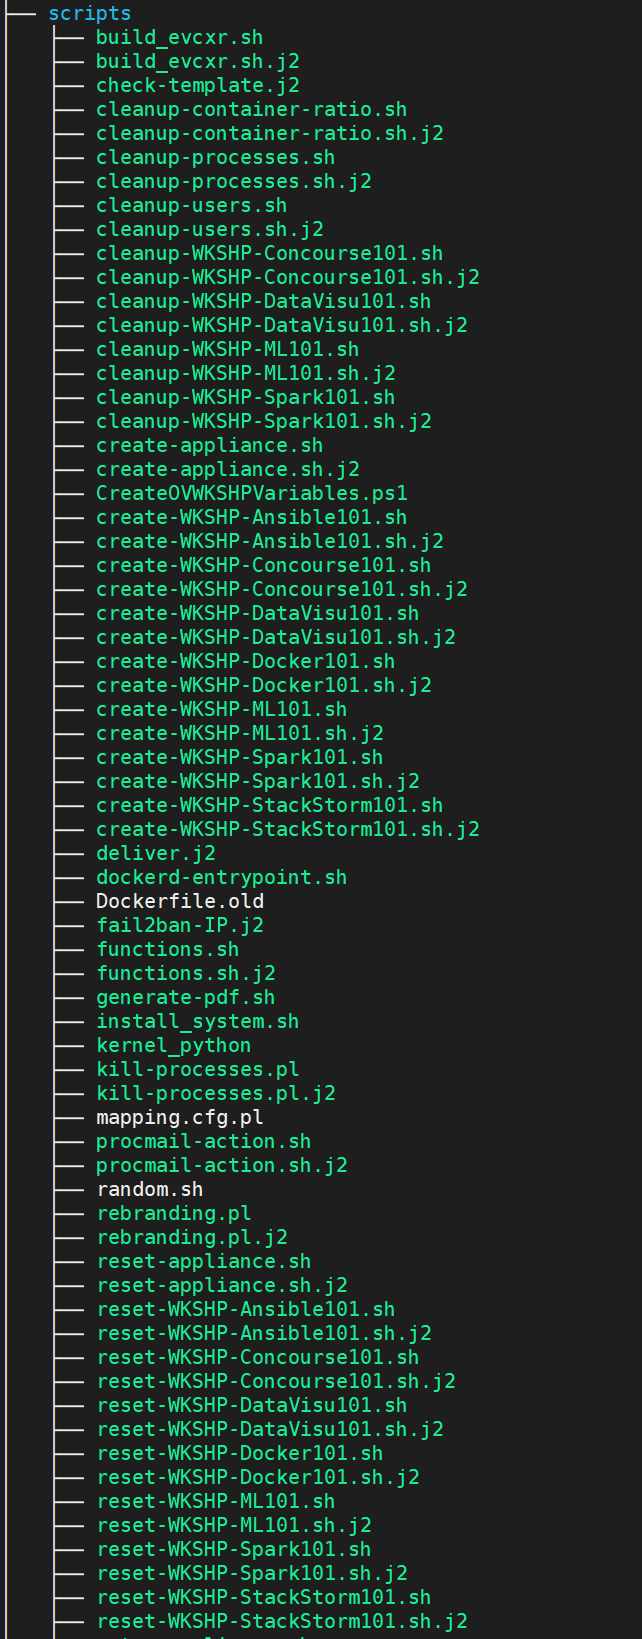 scripts
build_evcxr.sh
build_evcxr.sh.j2
check-template.j2
cleanup-container-ratio.sh
cleanup-container-ratio.sh.j2
cleanup-processes.sh
cleanup-processes.sh.j2
cleanup-users.sh
cleanup-users.sh.j2
cleanup-WKSHP-Concourse101.sh
cleanup-WKSHP-Concourse101.sh.j2
cleanup-WKSHP-DataVisu101.sh
cleanup-WKSHP-DataVisu101.sh.j2
cleanup-WKSHP-ML101.sh
cleanup-WKSHP-ML101.sh.j2
cleanup-WKSHP-Spark101.sh
cleanup-WKSHP-Spark101.sh.j2
create-appliance.sh
create-appliance.sh.j2
CreateOVWKSHPVariables.ps1
create-WKSHP-Ansible101.sh
create-WKSHP-Ansible101.sh.j2
create-WKSHP-Concourse101.sh
create-WKSHP-Concourse101.sh.j2
create-WKSHP-DataVisu101.sh
create-WKSHP-DataVisu101.sh.j2
create-WKSHP-Docker101.sh
create-WKSHP-Docker101.sh.j2
create-WKSHP-ML101.sh
create-WKSHP-ML101.sh.j2
create-WKSHP-Spark101.sh
create-WKSHP-Spark101.sh.j2
create-WKSHP-StackStorm101.sh
create-WKSHP-StackStorm101.sh.j2
deliver.j2
dockerd-entrypoint.sh
Dockerfile.old
fail2ban-IP.j2
functions.sh
functions.sh.j2
generate-pdf.sh
install_system.sh
kernel_python
kill-processes.pl
kill-processes.pl.j2
mapping.cfg.pl
procmail-action.sh
procmail-action.sh.j2
random.sh
rebranding.pl
rebranding.pl.j2
reset-appliance.sh
reset-appliance.sh.j2
reset-WKSHP-Ansible101.sh
reset-WKSHP-Ansible101.sh.j2
reset-WKSHP-Concourse101.sh
reset-WKSHP-Concourse101.sh.j2
reset-WKSHP-DataVisu101.sh
reset-WKSHP-DataVisu101.sh.j2
reset-WKSHP-Docker101.sh
reset-WKSHP-Docker101.sh.j2
reset-WKSHP-ML101.sh
reset-WKSHP-ML101.sh.j2
reset-WKSHP-Spark101.sh
reset-WKSHP-Spark101.sh.j2
reset-WKSHP-StackStorm101.sh
reset-WKSHP-StackStorm101.sh.j2